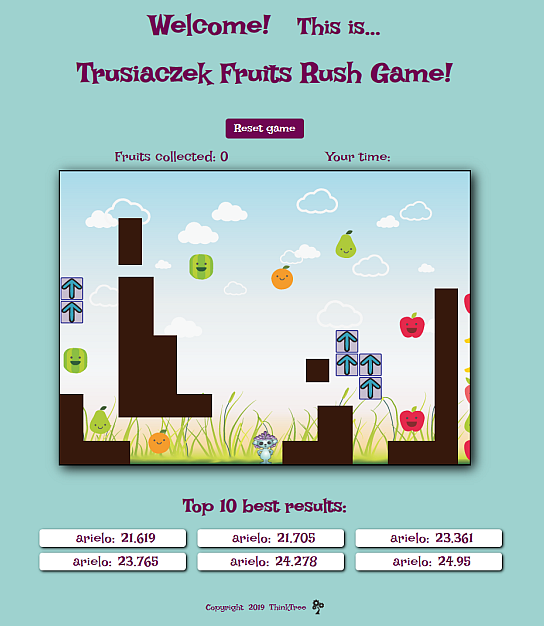 Welcome! This is...
Trusiaczek Fruits Rush Game!
Reset game
Fruits collected: 0 Your time:
Top 10 best results:
arielo: 21.619 arielo: 21.705 arielo: 23.361
arielo: 23.765 arielo: 24.278 arielo: 24.95
Copyright 2019 ThinkTree